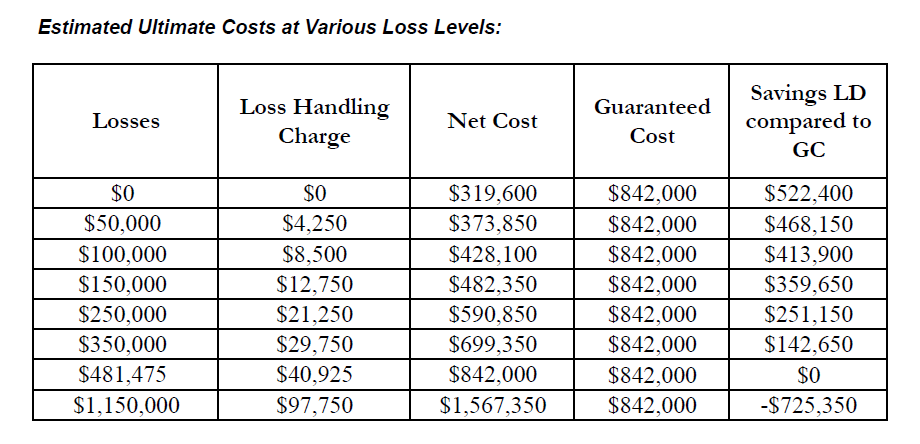 Estimated Ultimate Costs at Various Loss Levels:
Losses Loss Handling Charge Net Cost Guaranteed Cost Savings LD compared to GC
$0 $0 $319,600 $842,000 $522,400
$50,000 $4,250 $373,850 $842,000 $468,150
$100,000 $8,500 $428,100 $842,000 $413,900
$150,000 $12,750 $482,350 $842,000 $359,650
$250,000 $21,250 $590,850 $842,000 $251,150
$350,000 $29,750 $699,350 $842,000 $142,650
$481,475 $40,925 $842,000 $842,000 $0
$1,150,000 $97,750 $1,567,350 $842,000 -$725,350